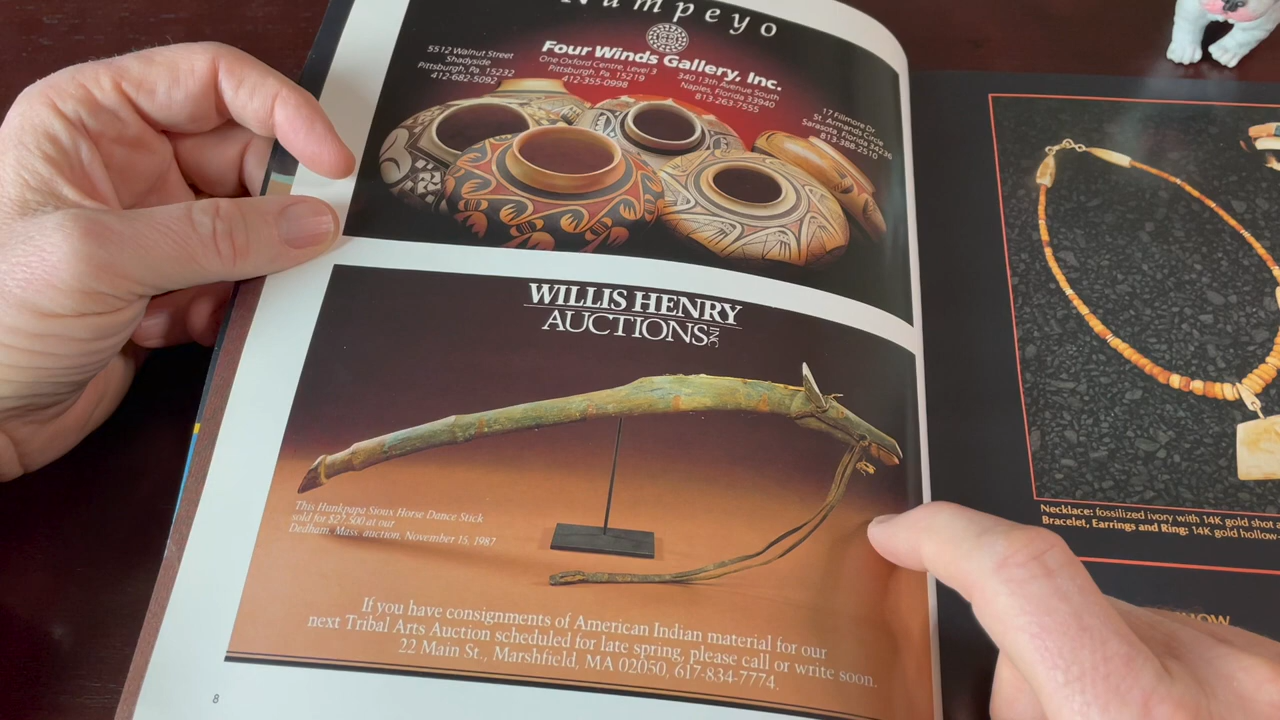 Nampeyo
Four Winds Gallery, Inc.
5512 Walnut Street
Shadyside
Pittsburgh, Pa. 15232
412-682-5092
One Oxford Centre, Level 3
Pittsburgh, Pa. 15219
412-355-0998
340 13th Avenue South
Naples, Florida 33940
813-263-7555
17 Fillmore Dr
St. Armands Circle
Sarasota, Florida 34236
813-388-2510
WILLIS HENRY
AUCTIONS INC
This Hunkpapa Sioux Horse Dance Stick
sold for $27,500 at our
Dedham, Mass. auction, November 15, 1987
If you have consignments of American Indian material for our
next Tribal Arts Auction scheduled for late spring, please call or write soon.
22 Main St., Marshfield, MA 02050, 617-834-7774.
8
Necklace: fossilized ivory with 14K gold shot
Bracelet, Earrings and Ring: 14K gold hollow-